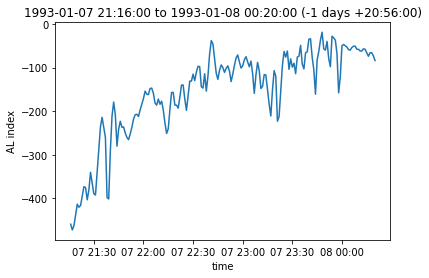 1993-01-07 21:16:00 to 1993-01-08 00:20:00 (-1 days +20:56:00)
0
−100
−200
−300
−400
AL index
07 21:30 07 22:00 07 22:30 07 23:00 07 23:30 08 00:00
time